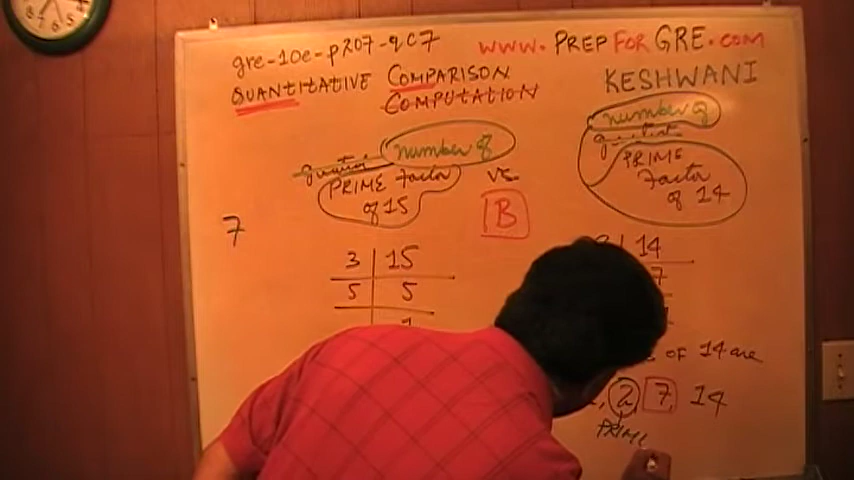 gre-10e-p207-qc7
www.PREPFORGRE.com
QUANTITATIVE COMPARISON
KESHWANI
COMPUTATION
number of
PRIME Factor
of 15
vs
B
number of
PRIME
Factor
of 14
7
3 15
5 5
1
14
7
OF 14 are
2, 7, 14
PRIME